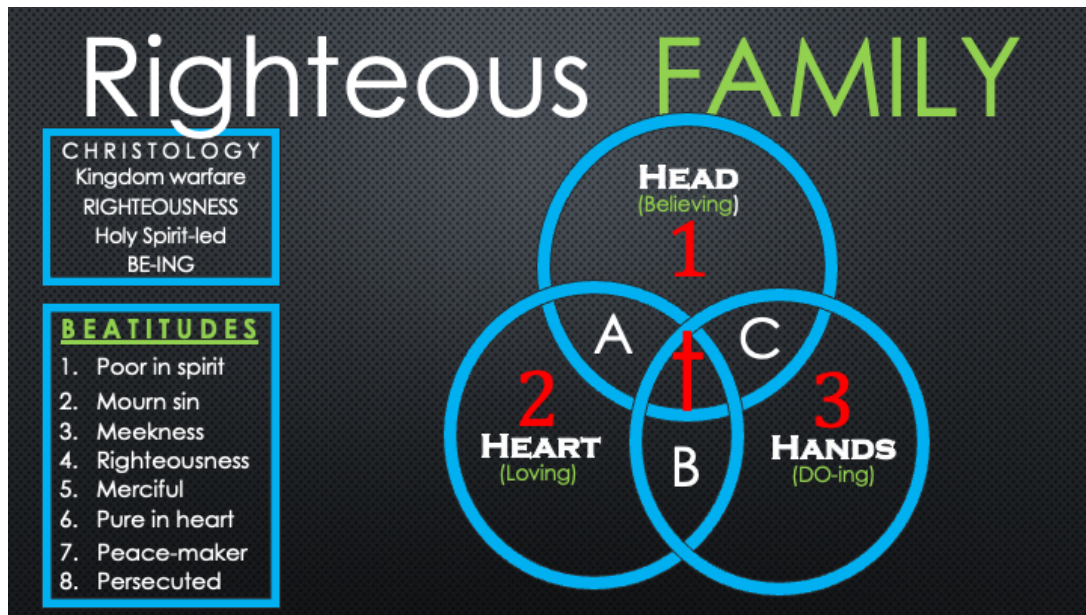 Righteous FAMILY
CHRISTOLOGY
Kingdom warfare
RIGHTEOUSNESS
Holy Spirit-led
BE-ING
BEATITUDES
1. Poor in spirit
2. Mourn sin
3. Meekness
4. Righteousness
5. Merciful
6. Pure in heart
7. Peace-maker
8. Persecuted
HEAD
(Believing)
1
A
C
2
HEART
(Loving)
3
HANDS
(DO-ing)
B